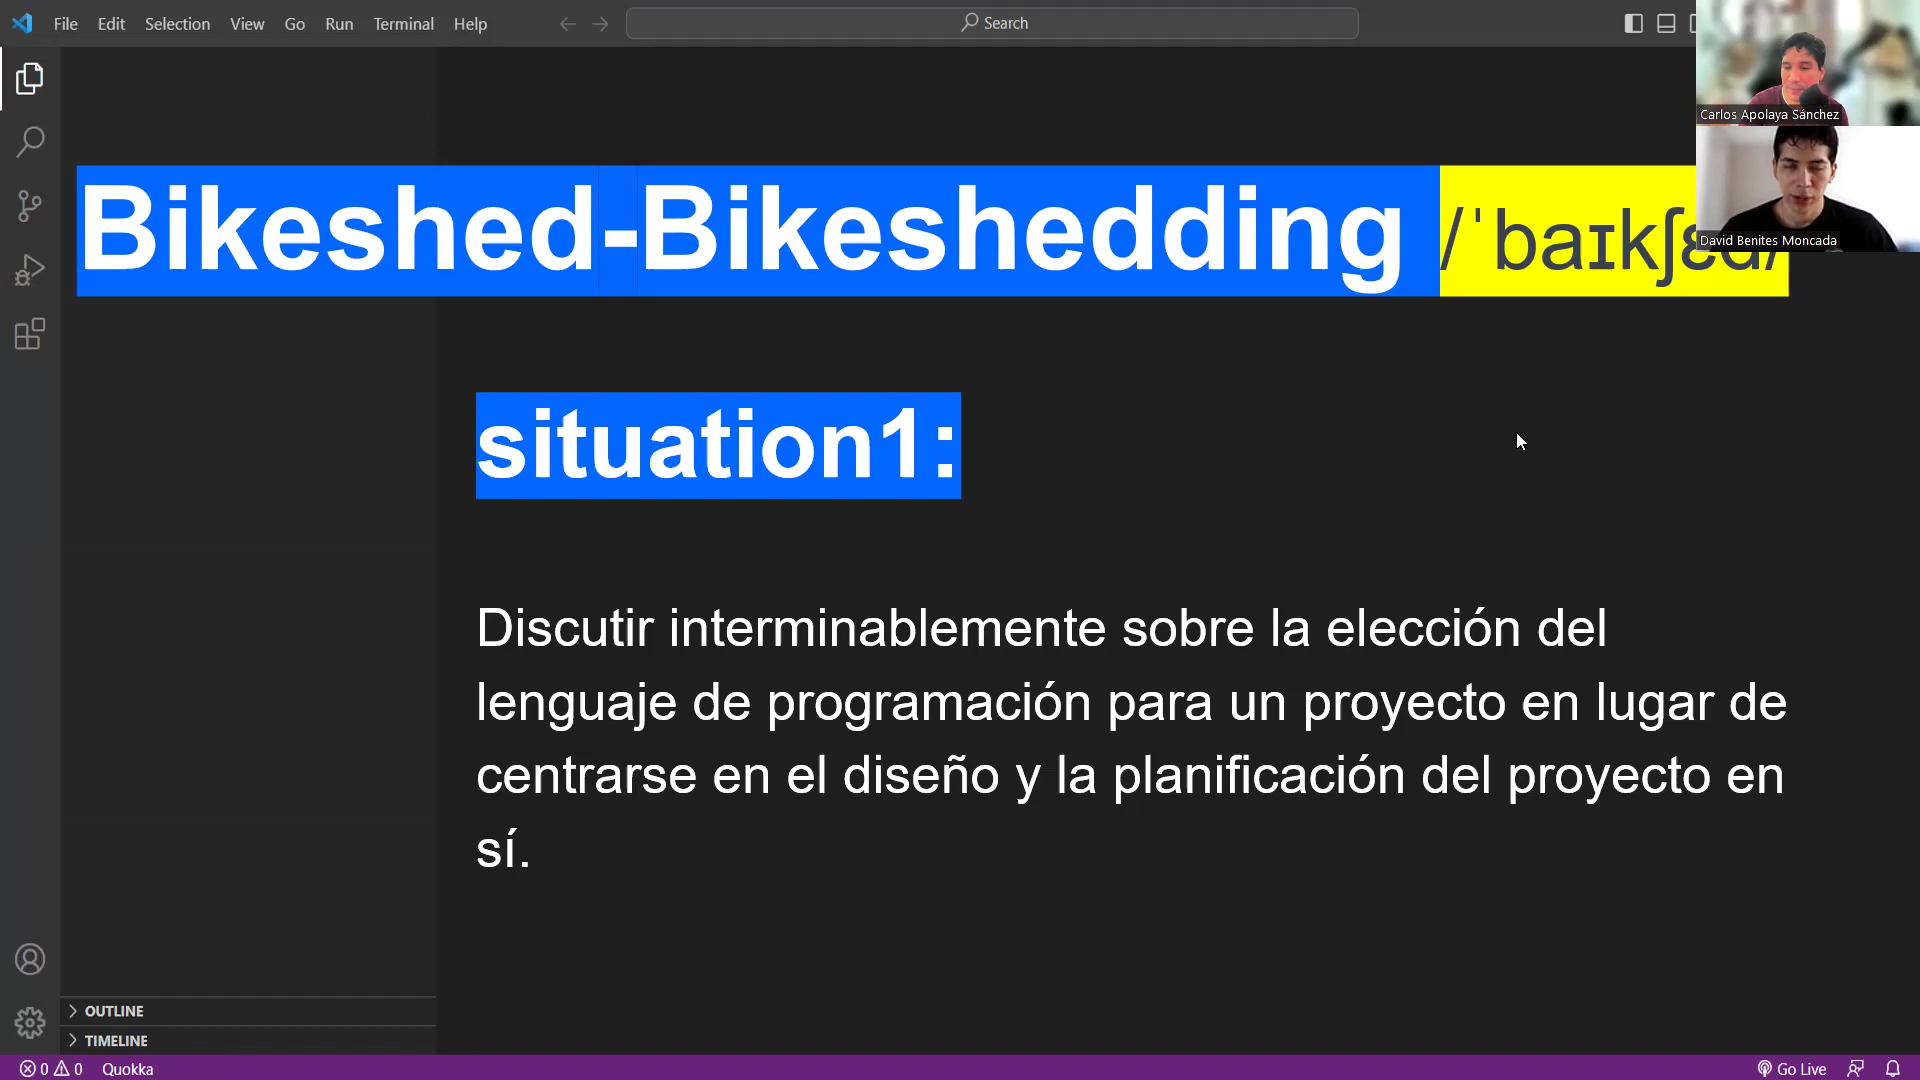 File Edit Selection View Go Run Terminal Help
Search
Carlos Apolaya Sánchez
Bikeshed-Bikeshedding /ˈbaɪkʃɛd/
David Benites Moncada
situation1:
Discutir interminablemente sobre la elección del
lenguaje de programación para un proyecto en lugar de
centrarse en el diseño y la planificación del proyecto en
sí.
OUTLINE
TIMELINE
0 0 Quokka
Go Live